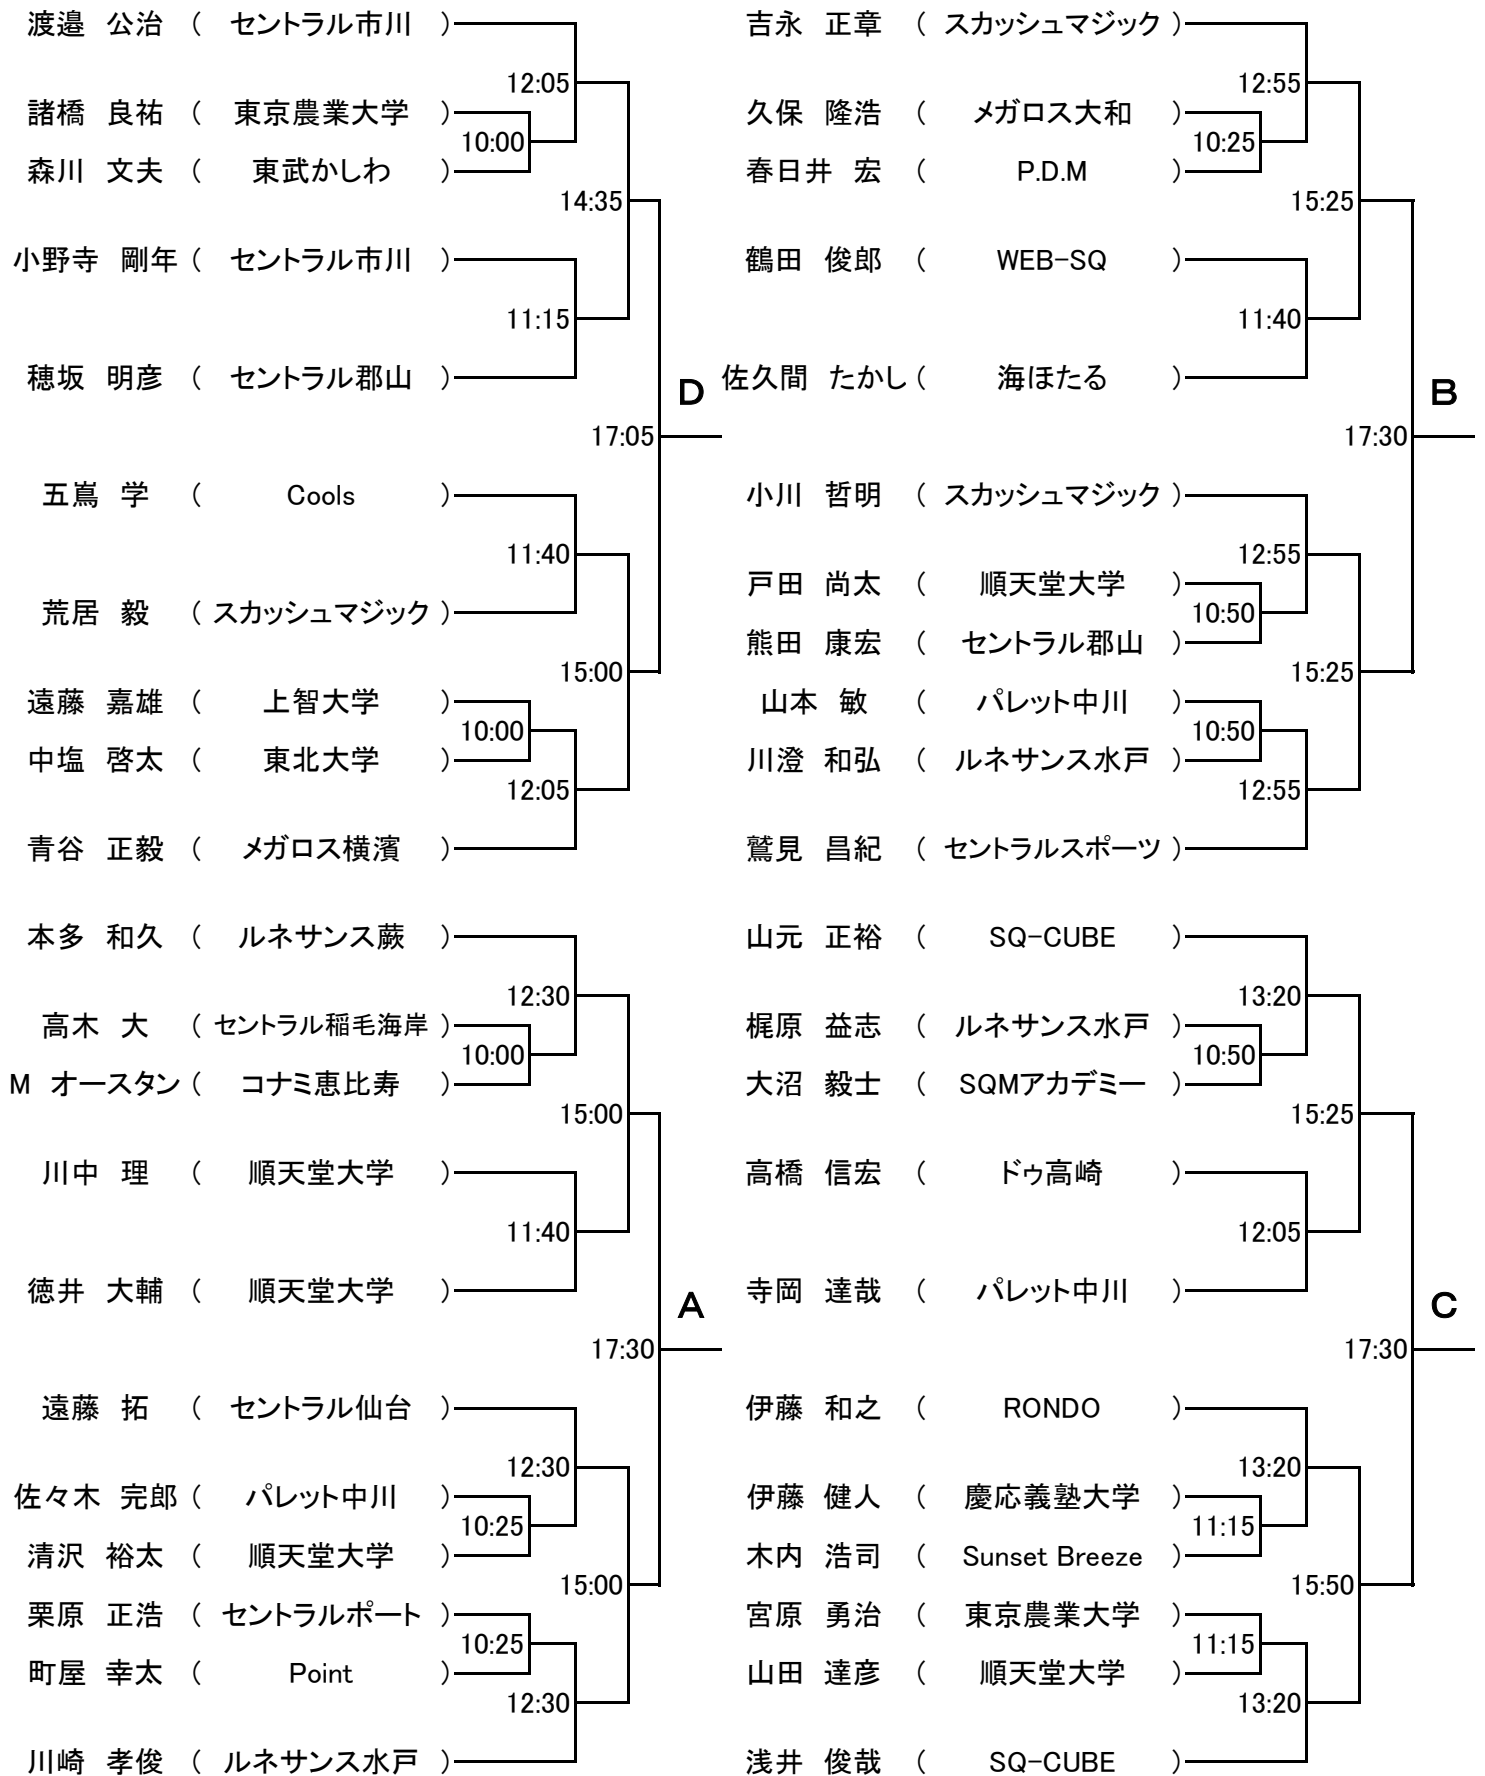 渡邉 公治 ( セントラル市川 )
12:05
諸橋 良祐 ( 東京農業大学 )
10:00
森川 文夫 ( 東武かしわ )
14:35
小野寺 剛年 ( セントラル市川 )
11:15
穂坂 明彦 ( セントラル郡山 )
D
17:05
五嶌 学 ( Cools )
11:40
荒居 毅 ( スカッシュマジック )
15:00
遠藤 嘉雄 ( 上智大学 )
10:00
中塩 啓太 ( 東北大学 )
12:05
青谷 正毅 ( メガロス横濱 )
本多 和久 ( ルネサンス蕨 )
12:30
高木 大 ( セントラル稲毛海岸 )
10:00
M オースタン ( コナミ恵比寿 )
15:00
川中 理 ( 順天堂大学 )
11:40
徳井 大輔 ( 順天堂大学 )
A
17:30
遠藤 拓 ( セントラル仙台 )
12:30
佐々木 完郎 ( パレット中川 )
10:25
清沢 裕太 ( 順天堂大学 )
15:00
栗原 正浩 ( セントラルポート )
10:25
町屋 幸太 ( Point )
12:30
川崎 孝俊 ( ルネサンス水戸 )
吉永 正章 ( スカッシュマジック )
12:55
久保 隆浩 ( メガロス大和 )
10:25
春日井 宏 ( P.D.M )
15:25
鶴田 俊郎 ( WEB-SQ )
11:40
佐久間 たかし ( 海ほたる )
B
17:30
小川 哲明 ( スカッシュマジック )
12:55
戸田 尚太 ( 順天堂大学 )
10:50
熊田 康宏 ( セントラル郡山 )
15:25
山本 敏 ( パレット中川 )
10:50
川澄 和弘 ( ルネサンス水戸 )
12:55
鷲見 昌紀 ( セントラルスポーツ )
山元 正裕 ( SQ-CUBE )
13:20
梶原 益志 ( ルネサンス水戸 )
10:50
大沼 毅士 ( SQMアカデミー )
15:25
高橋 信宏 ( ドゥ高崎 )
12:05
寺岡 達哉 ( パレット中川 )
C
17:30
伊藤 和之 ( RONDO )
13:20
伊藤 健人 ( 慶応義塾大学 )
11:15
木内 浩司 ( Sunset Breeze )
15:50
宮原 勇治 ( 東京農業大学 )
11:15
山田 達彦 ( 順天堂大学 )
13:20
浅井 俊哉 ( SQ-CUBE )